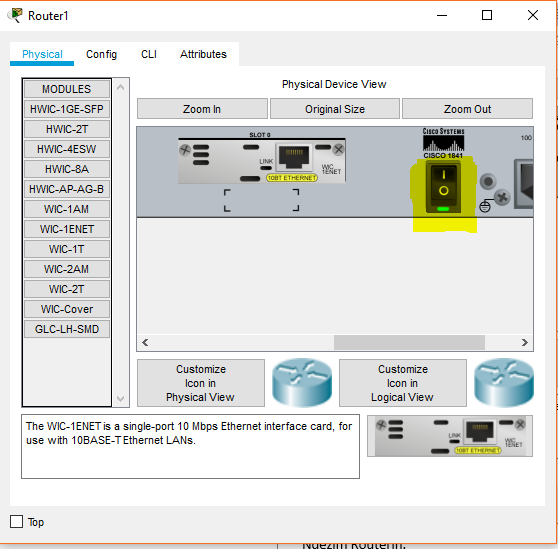 Router1
Physical
Config
CLI
Attributes
MODULES
HWIC-1GE-SFP
HWIC-2T
HWIC-4ESW
HWIC-8A
HWIC-AP-AG-B
WIC-1AM
WIC-1ENET
WIC-1T
WIC-2AM
WIC-2T
WIC-Cover
GLC-LH-SMD
Physical Device View
Zoom In
Original Size
Zoom Out
SLOT 0
LINK
WIC
1ENET
10BT ETHERNET
CISCO SYSTEMS
CISCO 1841
I
O
100
Customize
Icon in
Physical View
Customize
Icon in
Logical View
The WIC-1ENET is a single-port 10 Mbps Ethernet interface card, for
use with 10BASE-T Ethernet LANs.
LINK
WIC
1ENET
10BT ETHERNET
Top
Ndezim Routerin.